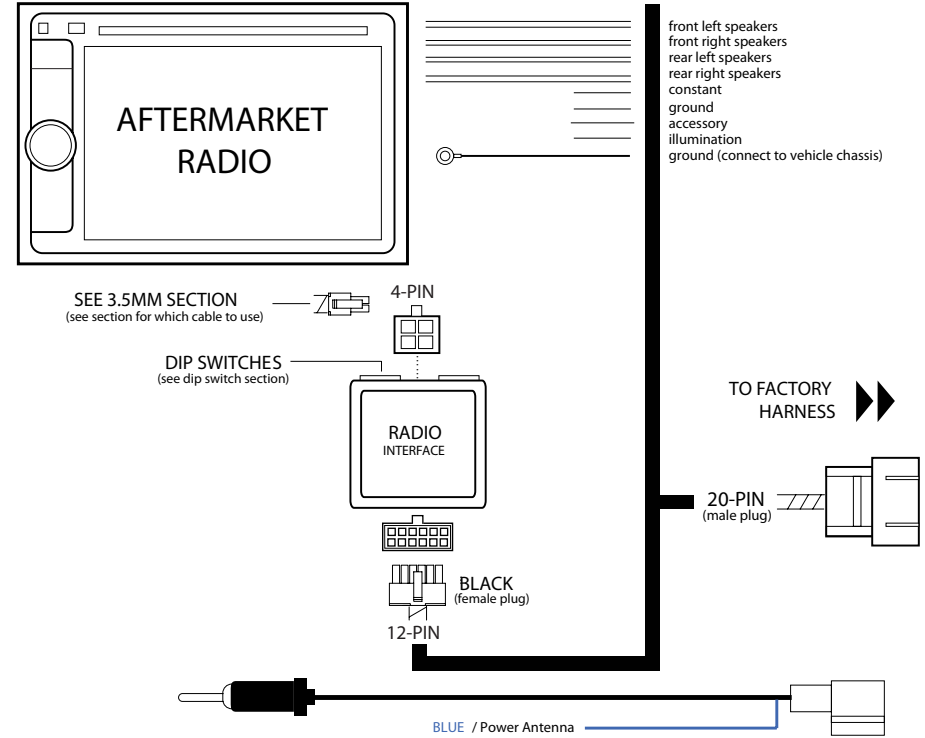 AFTERMARKET
RADIO
front left speakers
front right speakers
rear left speakers
rear right speakers
constant
ground
accessory
illumination
ground (connect to vehicle chassis)
SEE 3.5MM SECTION
(see section for which cable to use)
4-PIN
DIP SWITCHES
(see dip switch section)
RADIO
INTERFACE
TO FACTORY
HARNESS
20-PIN
(male plug)
BLACK
(female plug)
12-PIN
BLUE / Power Antenna